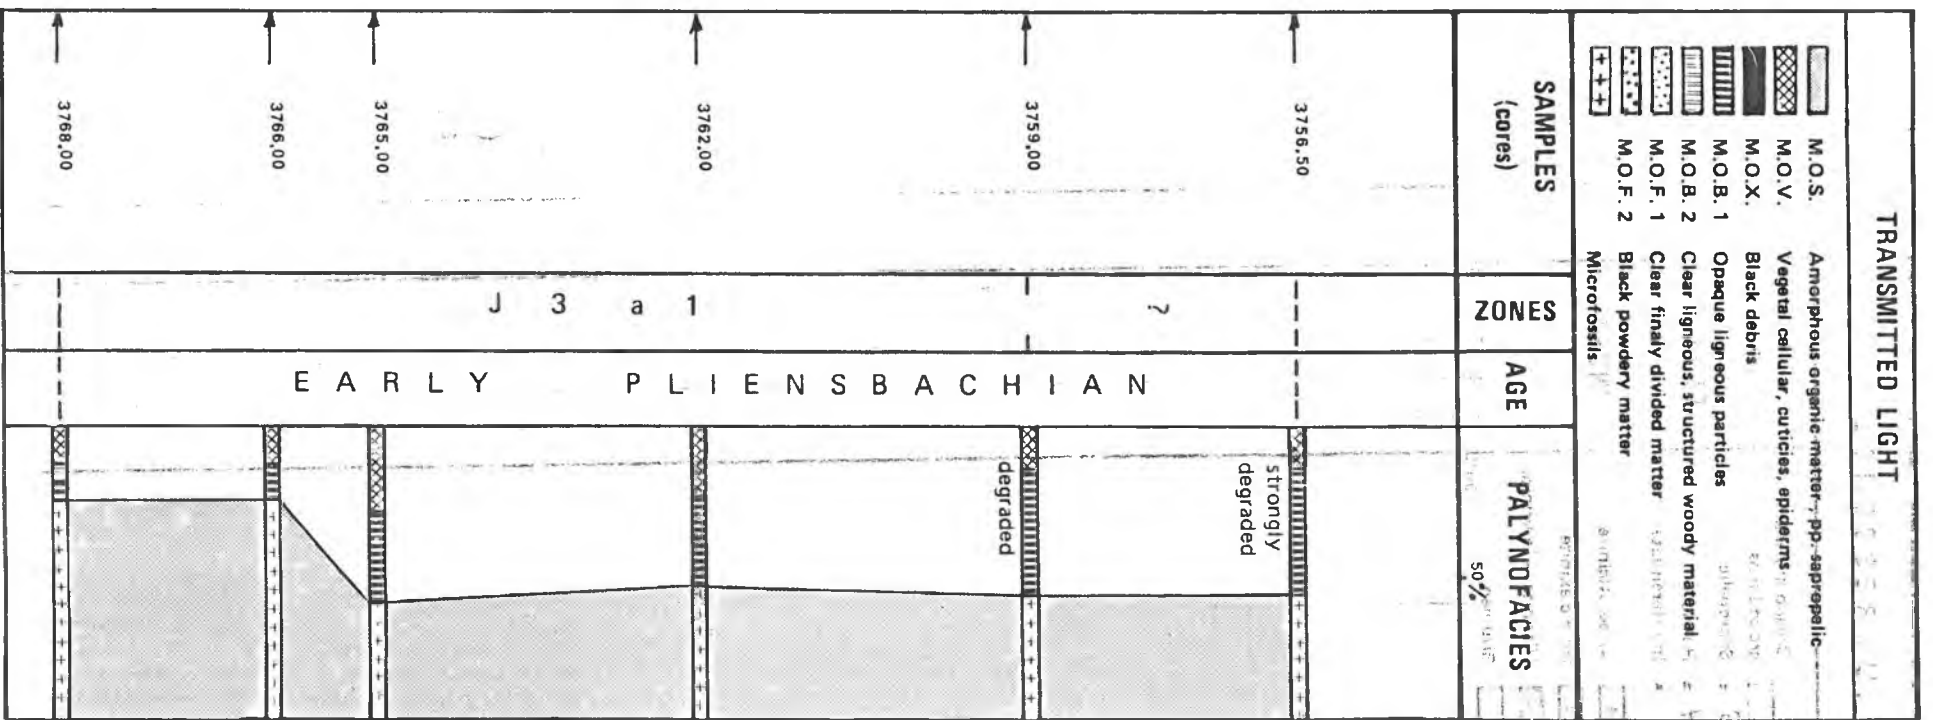 TRANSMITTED LIGHT
M.O.S. Amorphous organic matter, pp. sapropelic
M.O.V. Vegetal cellular, cuticies, epiderms
M.O.X. Black debris
M.O.B. 1 Opaque ligneous particles
M.O.B. 2 Clear ligneous, structured woody material
M.O.F. 1 Clear finaly divided matter
M.O.F. 2 Black powdery matter
Microfossils
SAMPLES
(cores)
ZONES
AGE
PALYNOFACIES
50%
3756.50
?
strongly
degraded
3759.00
degraded
3762.00
3765.00
3766.00
3768.00
J 3 a 1
EARLY PLIENSBACHIAN